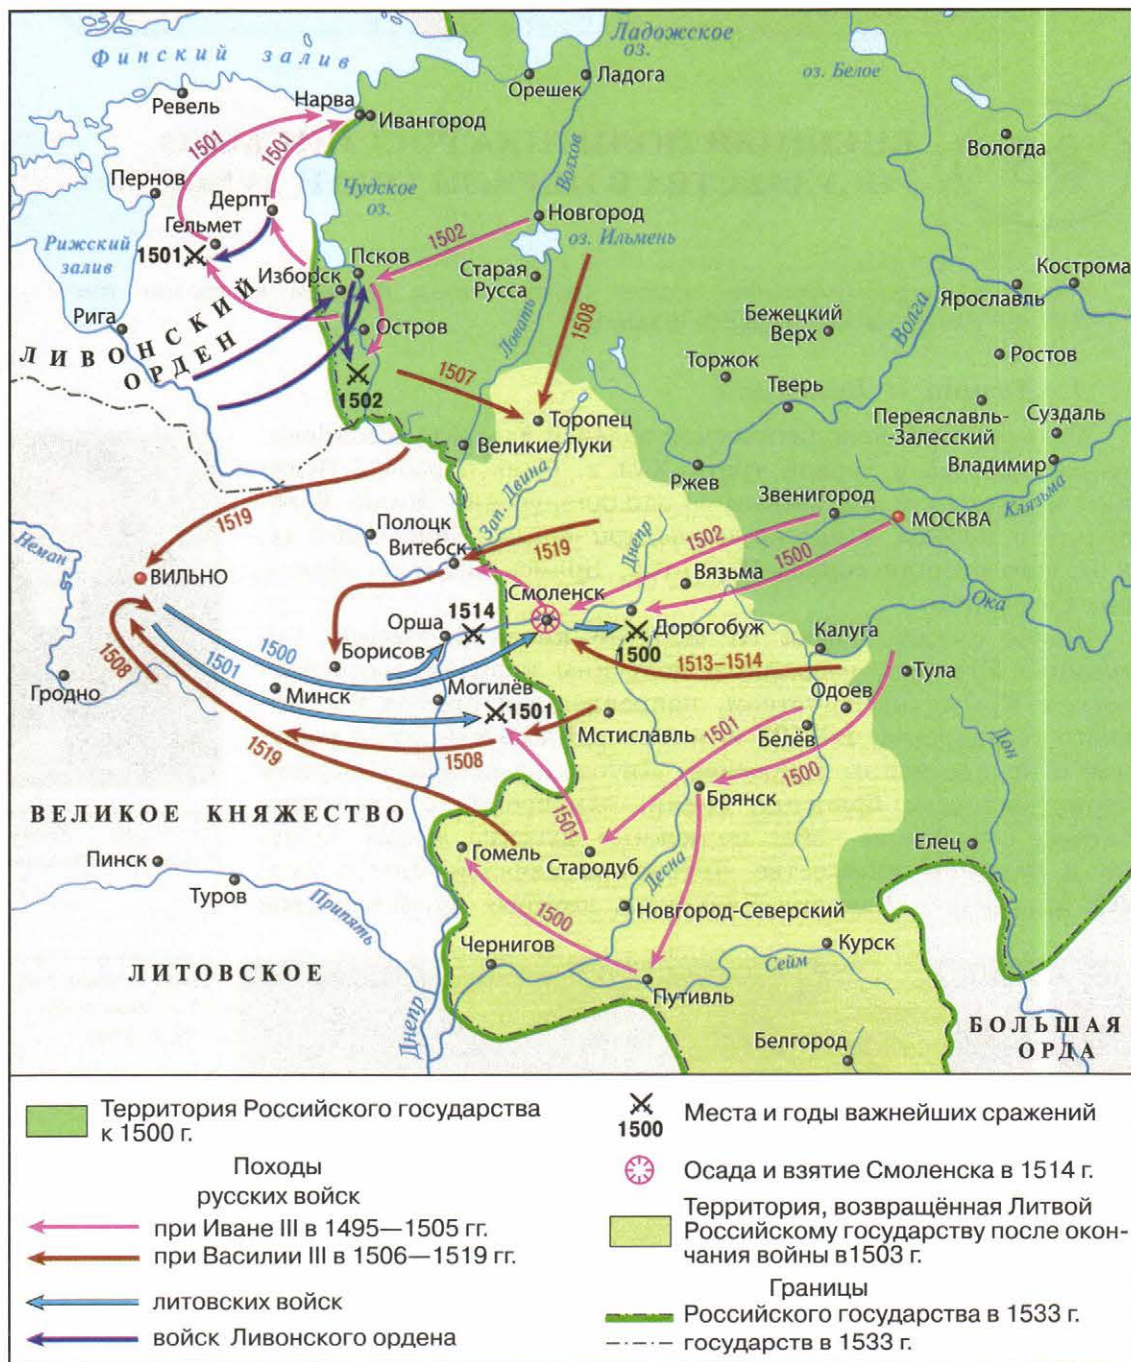 Финский залив
Ладожское
оз.
оз. Белое
Ревель
Нарва
Ивангород
Орешек
Ладога
Вологда
1501
1501
Пернов
Дерпт
Чудское
оз.
Волхов
Гельмет
1501
Новгород
оз. Ильмень
1502
Рижский
залив
Изборск
Псков
Старая
Русса
Кострома
Ярославль
Волга
Рига
Остров
Ловать
1508
Бежецкий
Верх
Ростов
ЛИВОНСКИЙ
ОРДЕН
1502
1507
Торжок
Тверь
Переяславль-
-Залесский
Суздаль
Торопец
Великие Луки
Владимир
Клязьма
Ржев
Зап. Двина
Звенигород
МОСКВА
1519
Неман
Полоцк
Витебск
1519
Днепр
1502
1500
ВИЛЬНО
Вязьма
Смоленск
Ока
1514
Орша
Дорогобуж
1500
Калуга
1500
1501
Борисов
1513–1514
Тула
1508
Гродно
Минск
Могилёв
1501
Одоев
Мстиславль
1501
Белёв
Дон
1519
1508
1500
Брянск
ВЕЛИКОЕ КНЯЖЕСТВО
1501
Гомель
Стародуб
Десна
Елец
Пинск
Туров
Припять
1500
Новгород-Северский
Чернигов
Курск
Сейм
ЛИТОВСКОЕ
Путивль
Днепр
БОЛЬШАЯ
ОРДА
Белгород
Территория Российского государства
к 1500 г.
Походы
русских войск
при Иване III в 1495—1505 гг.
при Василии III в 1506—1519 гг.
литовских войск
войск Ливонского ордена
1500
Места и годы важнейших сражений
Осада и взятие Смоленска в 1514 г.
Территория, возвращённая Литвой
Российскому государству после окон-
чания войны в1503 г.
Границы
Российского государства в 1533 г.
государств в 1533 г.